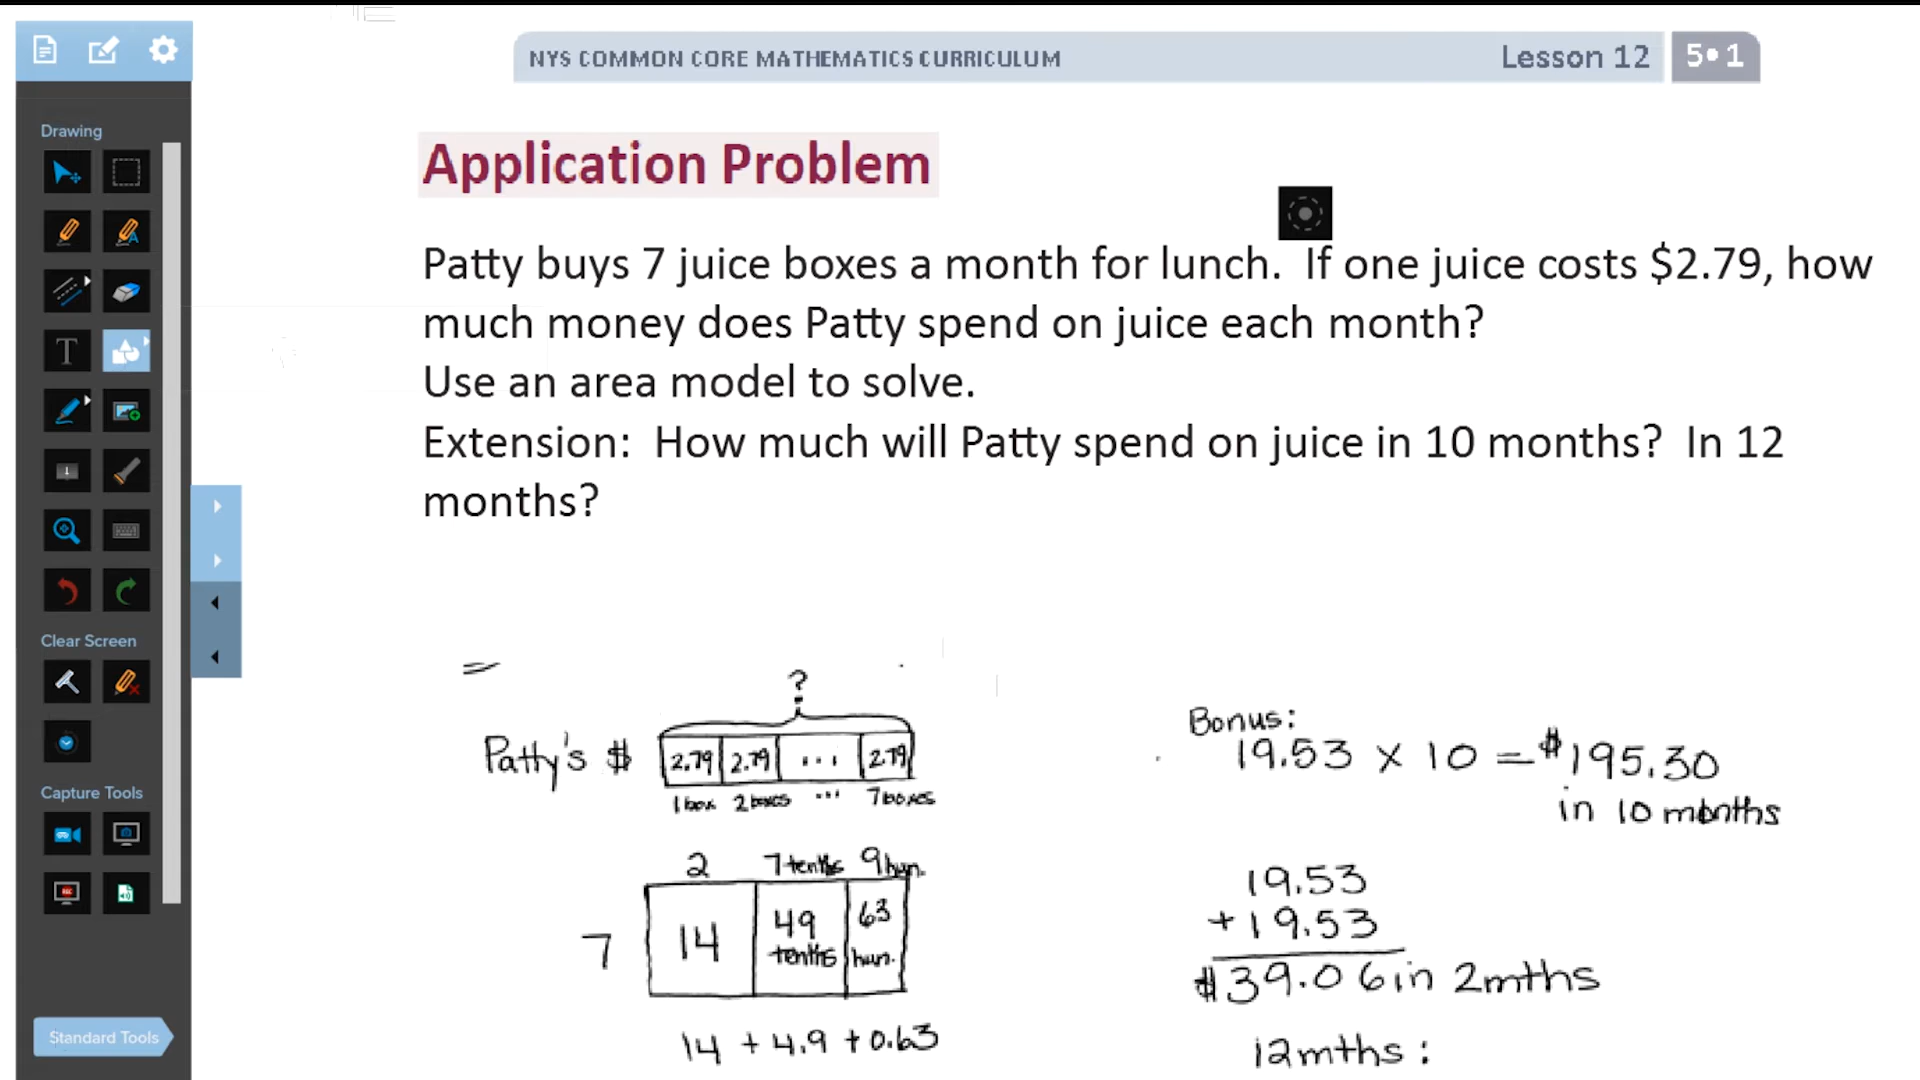 NYS COMMON CORE MATHEMATICS CURRICULUM
Lesson 12
5•1
Drawing
Clear Screen
Capture Tools
Standard Tools
Application Problem
Patty buys 7 juice boxes a month for lunch.  If one juice costs $2.79, how
much money does Patty spend on juice each month?
Use an area model to solve.
Extension:  How much will Patty spend on juice in 10 months?  In 12
months?
=
?
Patty's $ 2.79 2.79 ... 2.79
1 box 2 boxes ... 7 boxes
2 7 tenths 9 hun.
7 14 49 tenths 63 hun.
14 + 4.9 + 0.63
Bonus:
19.53 x 10 = $195.30
in 10 months
19.53
+ 19.53
$39.06 in 2mths
12mths :